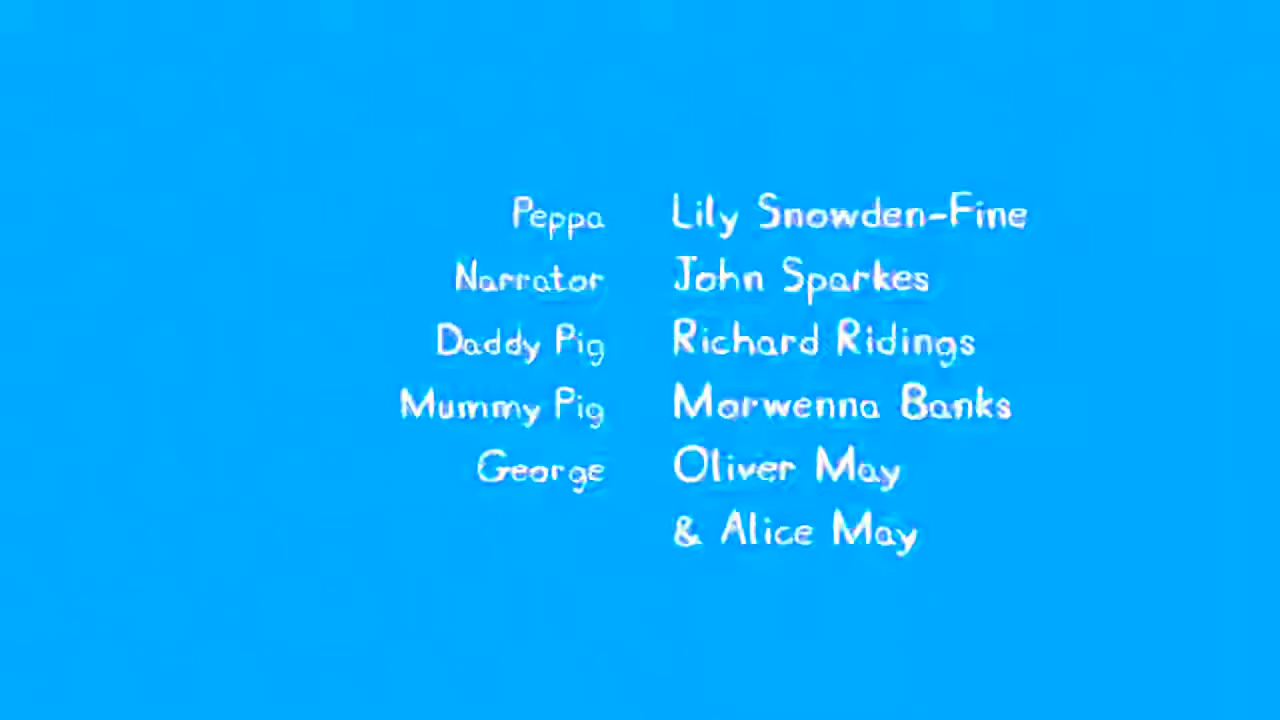 Peppa Lily Snowden-Fine
Narrator John Sparkes
Daddy Pig Richard Ridings
Mummy Pig Morwenna Banks
George Oliver May
& Alice May